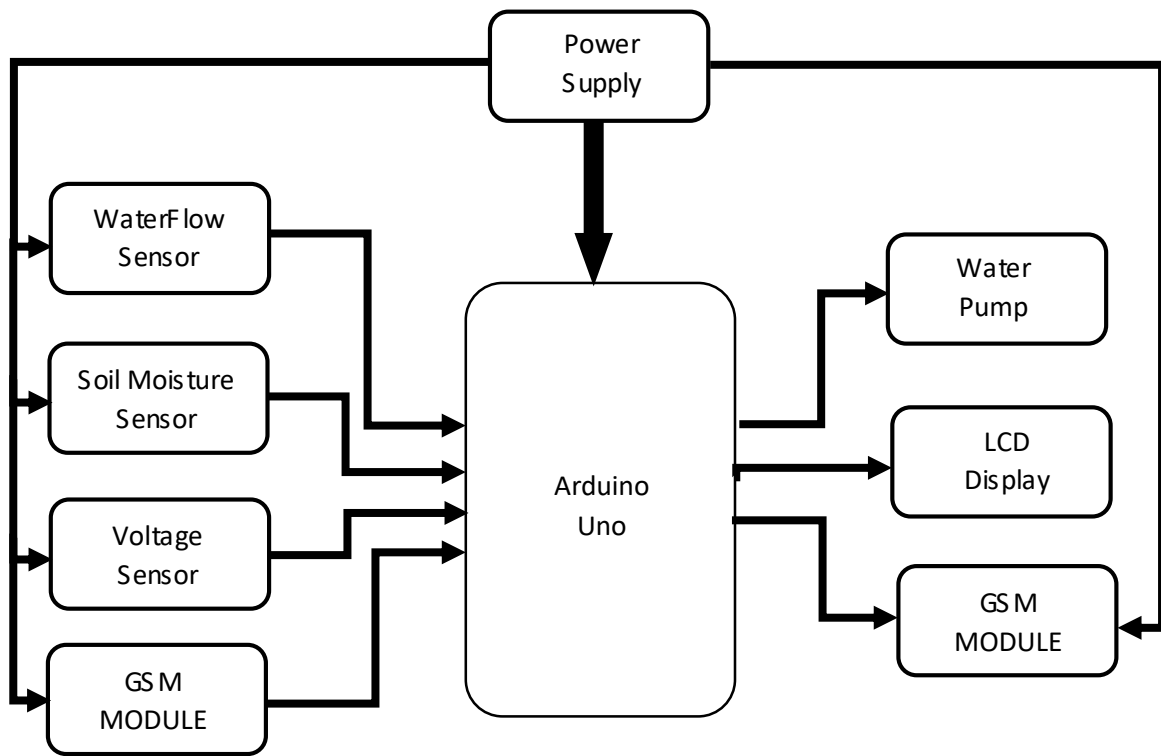 Power
Supply
WaterFlow
Sensor
Soil Moisture
Sensor
Voltage
Sensor
GSM
MODULE
Arduino
Uno
Water
Pump
LCD
Display
GSM
MODULE